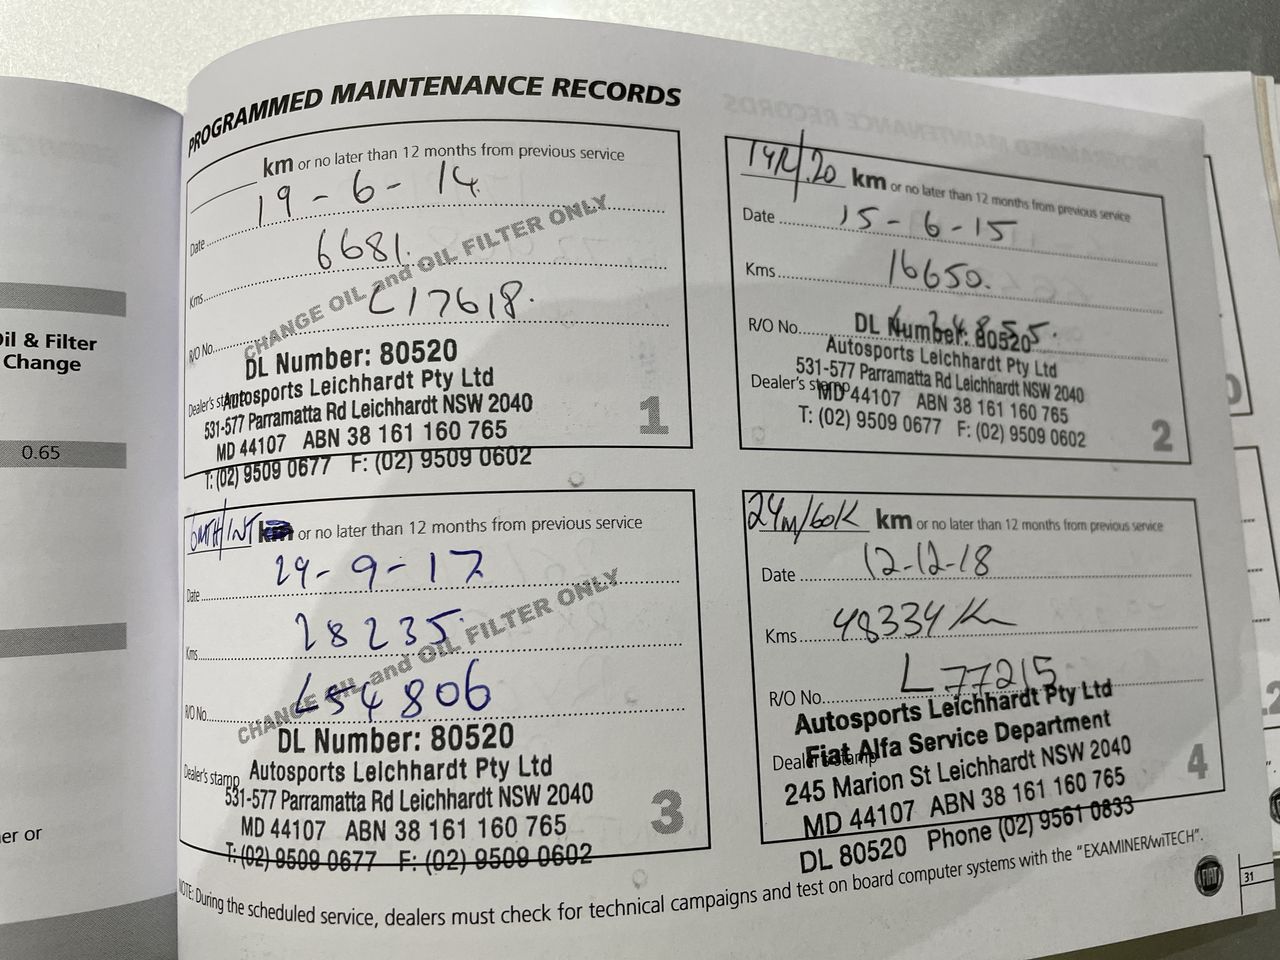 Oil & Filter
Change
0.65
PROGRAMMED MAINTENANCE RECORDS
km or no later than 12 months from previous service
Date 19-6-14
Kms 6681.
CHANGE OIL and OIL FILTER ONLY
R/O No. L17618.
DL Number: 80520
Dealer's stamp
Autosports Leichhardt Pty Ltd
531-577 Parramatta Rd Leichhardt NSW 2040
MD 44107 ABN 38 161 160 765
T: (02) 9509 0677 F: (02) 9509 0602
1
km or no later than 12 months from previous service
Date 15-6-15
Kms 16650.
R/O No.
DL Number: 80520
Autosports Leichhardt Pty Ltd
531-577 Parramatta Rd Leichhardt NSW 2040
Dealer's stamp
MD 44107 ABN 38 161 160 765
T: (02) 9509 0677 F: (02) 9509 0602
2
6MTH/INT km or no later than 12 months from previous service
Date 29-9-17
Kms 28235.
CHANGE OIL and OIL FILTER ONLY
R/O No. L54806
DL Number: 80520
Dealer's stamp
Autosports Leichhardt Pty Ltd
531-577 Parramatta Rd Leichhardt NSW 2040
MD 44107 ABN 38 161 160 765
T: (02) 9509 0677 F: (02) 9509 0602
3
24m/60K km or no later than 12 months from previous service
Date 12-12-18
Kms 48334 K
R/O No. L77215
Autosports Leichhardt Pty Ltd
Dealer's stamp
Fiat Alfa Service Department
245 Marion St Leichhardt NSW 2040
MD 44107 ABN 38 161 160 765
DL 80520 Phone (02) 9561 0833
4
NOTE: During the scheduled service, dealers must check for technical campaigns and test on board computer systems with the "EXAMINER/wiTECH".
FIAT
31